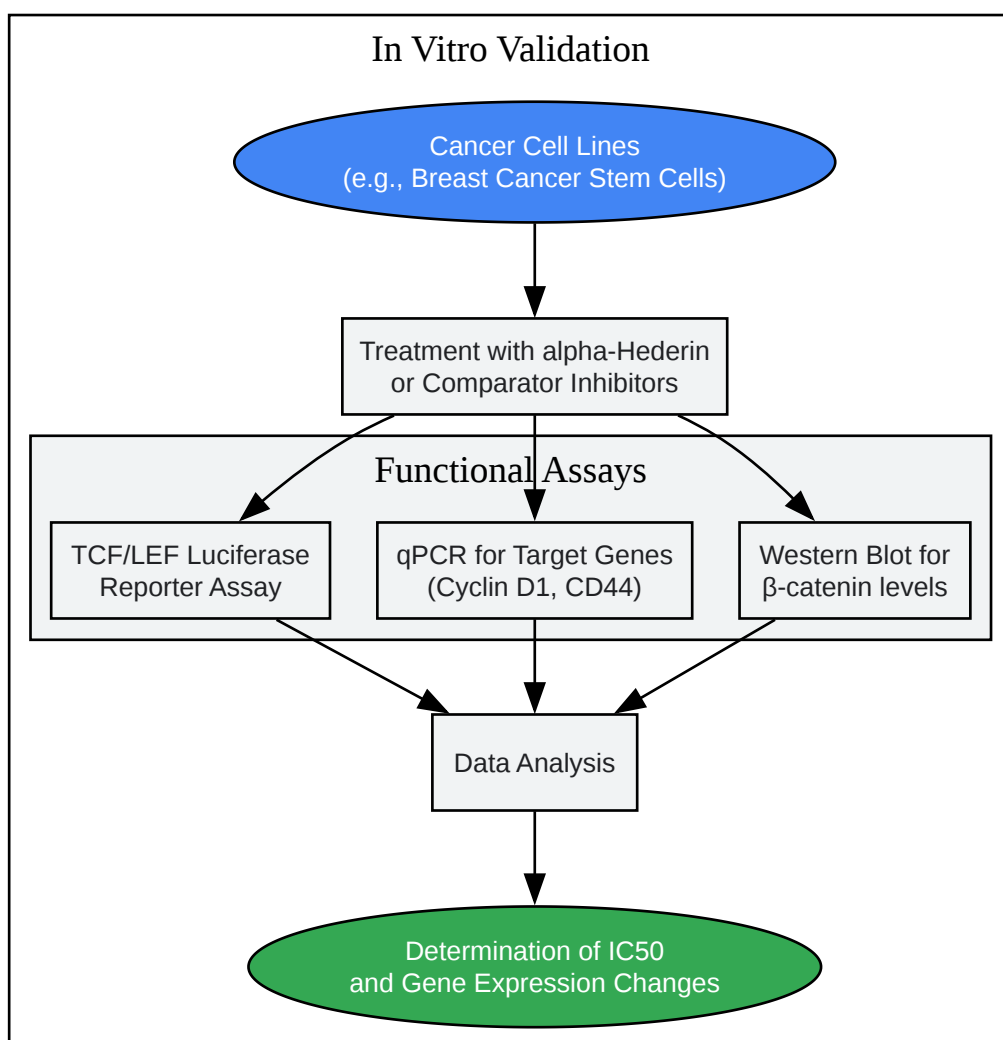 In Vitro Validation
Cancer Cell Lines
(e.g., Breast Cancer Stem Cells)
Treatment with alpha-Hederin
or Comparator Inhibitors
Functional Assays
TCF/LEF Luciferase
Reporter Assay
qPCR for Target Genes
(Cyclin D1, CD44)
Western Blot for
β-catenin levels
Data Analysis
Determination of IC50
and Gene Expression Changes